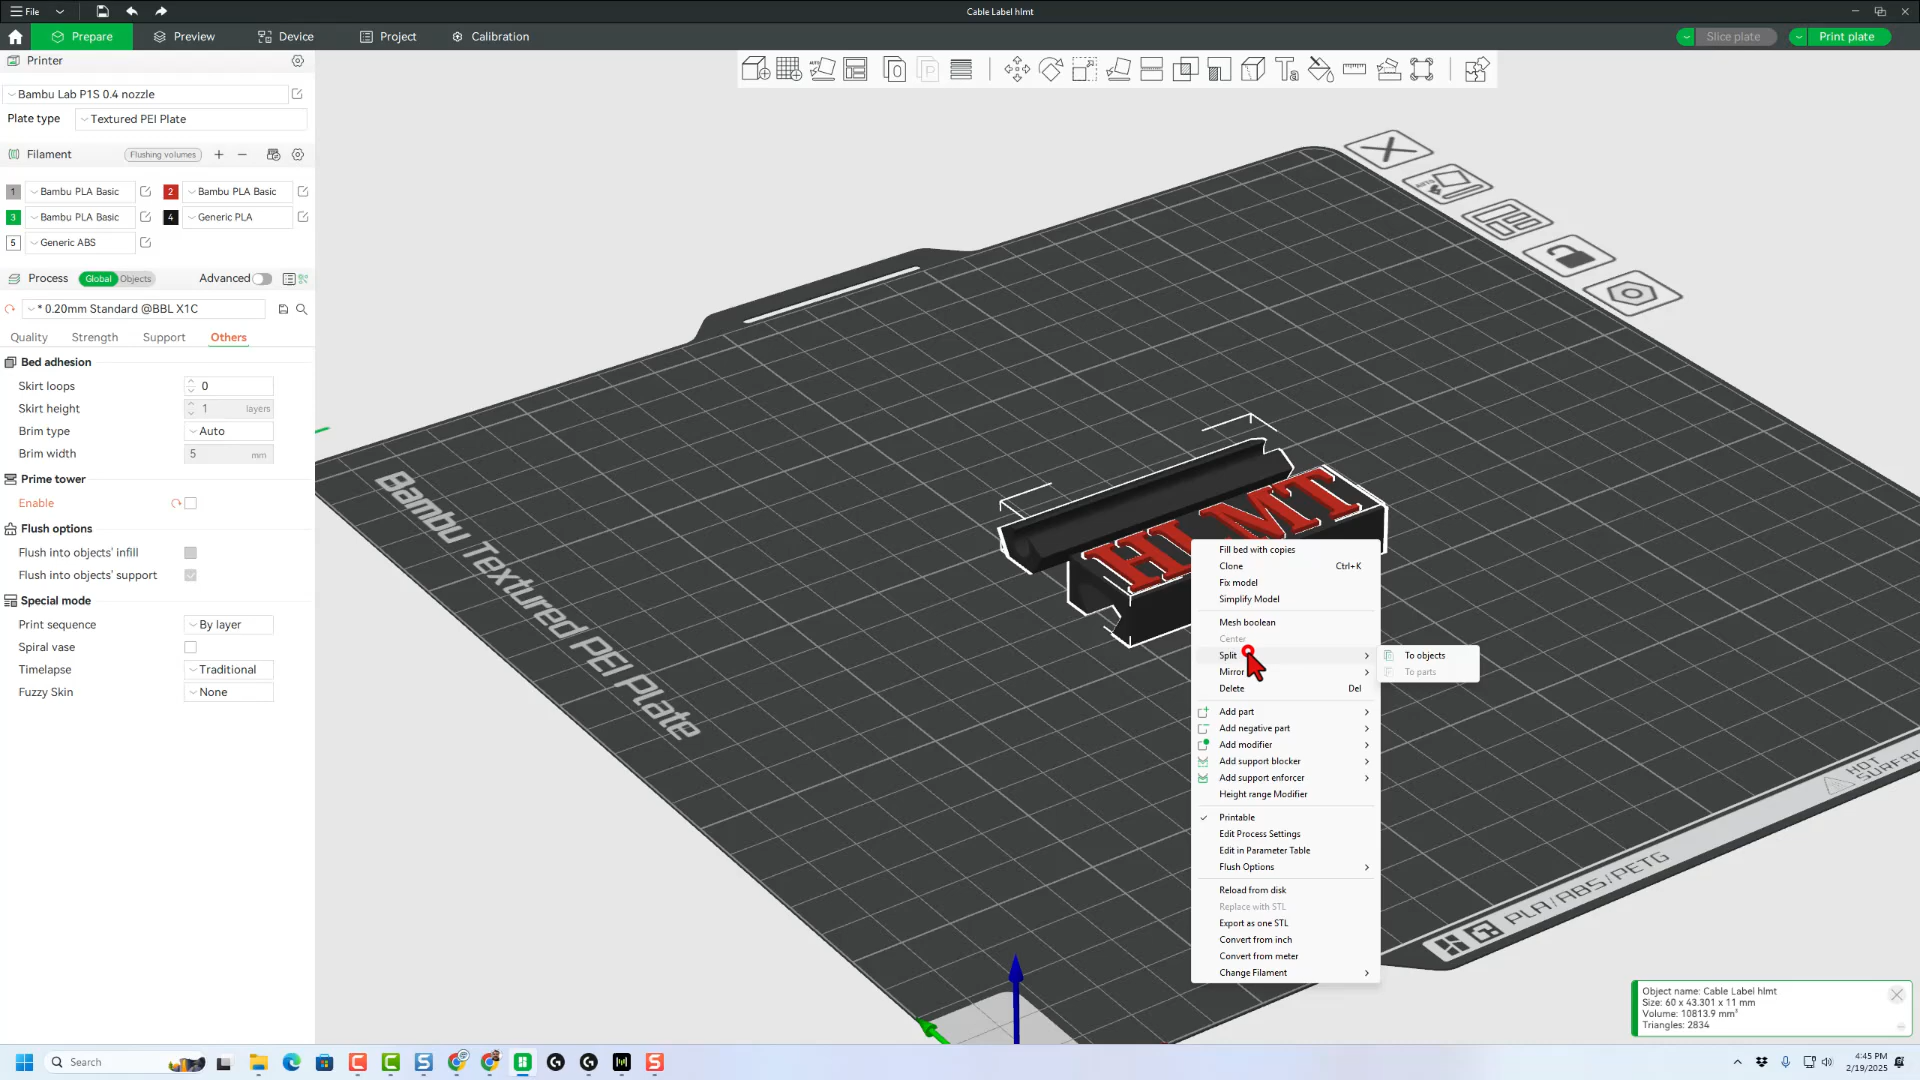 File
Cable Label hlmt
Prepare
Preview
Device
Project
Calibration
Slice plate
Print plate
Printer
Bambu Lab P1S 0.4 nozzle
Plate type
Textured PEI Plate
Filament
Flushing volumes
1 Bambu PLA Basic
2 Bambu PLA Basic
3 Bambu PLA Basic
4 Generic PLA
5 Generic ABS
Process
Global
Objects
Advanced
* 0.20mm Standard @BBL X1C
Quality
Strength
Support
Others
Bed adhesion
Skirt loops 0
Skirt height 1 layers
Brim type Auto
Brim width 5 mm
Prime tower
Enable
Flush options
Flush into objects' infill
Flush into objects' support
Special mode
Print sequence By layer
Spiral vase
Timelapse Traditional
Fuzzy Skin None
AUTO
Bambu Textured PEI Plate
HLMT
Fill bed with copies
Clone Ctrl+K
Fix model
Simplify Model
Mesh boolean
Center
Split
To objects
To parts
Mirror
Delete Del
Add part
Add negative part
Add modifier
Add support blocker
Add support enforcer
Height range Modifier
Printable
Edit Process Settings
Edit in Parameter Table
Flush Options
Reload from disk
Replace with STL
Export as one STL
Convert from inch
Convert from meter
Change Filament
HOT
SURFAC
PLA/ABS/PETG
Object name: Cable Label hlmt
Size: 60 x 43.301 x 11 mm
Volume: 10813.9 mm³
Triangles: 2834
Search
4:45 PM
2/19/2025